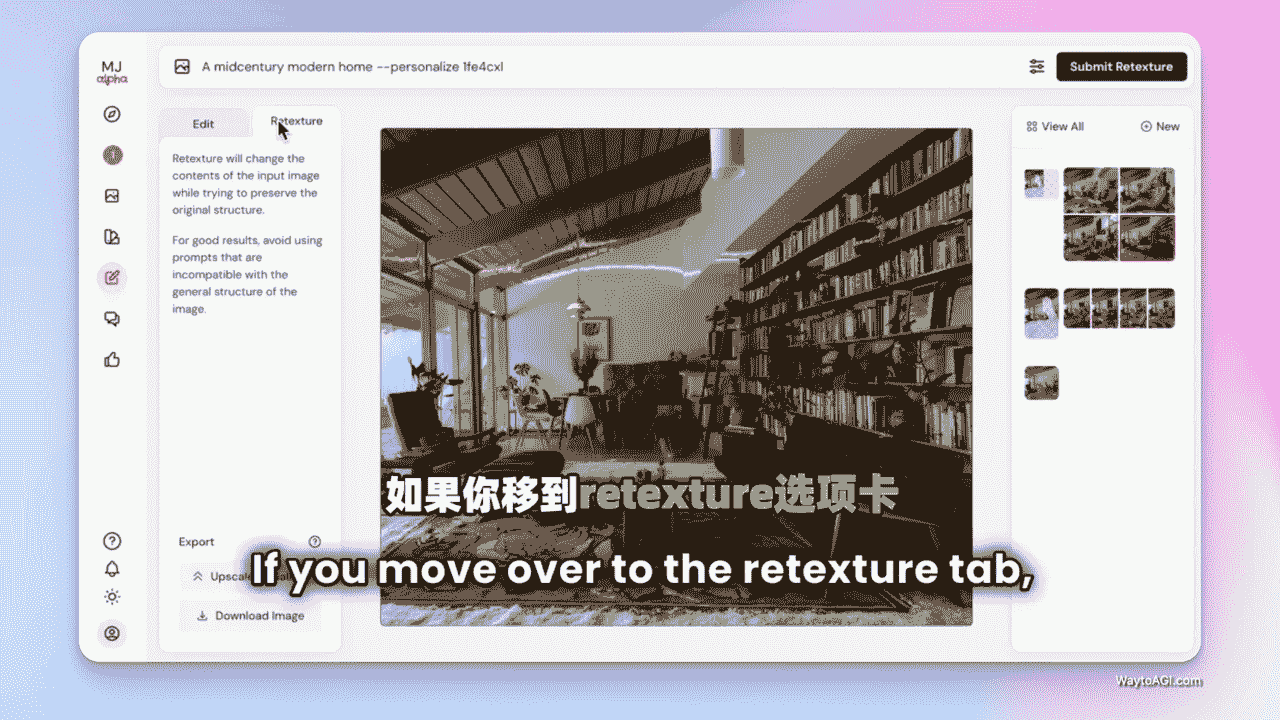 MJ
alpha
A midcentury modern home --personalize 1fe4cxl
Submit Retexture
Edit
Retexture
Retexture will change the
contents of the input image
while trying to preserve the
original structure.
For good results, avoid using
prompts that are
incompatible with the
general structure of the
image.
View All
New
如果你移到retexture选项卡
Export
If you move over to the retexture tab,
Download Image
WaytoAGI.com